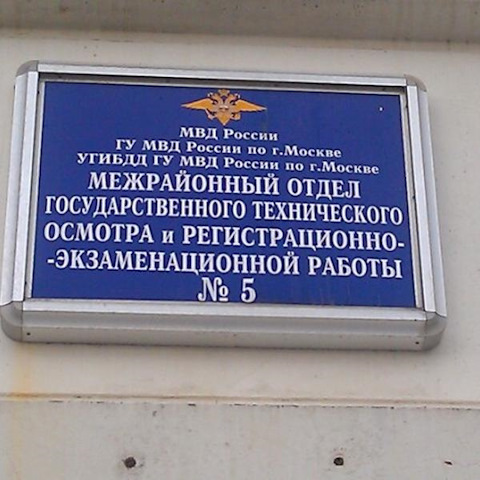 МВД России
ГУ МВД России по г.Москве
УГИБДД ГУ МВД России по г.Москве
МЕЖРАЙОННЫЙ ОТДЕЛ
ГОСУДАРСТВЕННОГО ТЕХНИЧЕСКОГО
ОСМОТРА и РЕГИСТРАЦИОННО-
-ЭКЗАМЕНАЦИОННОЙ РАБОТЫ
№ 5